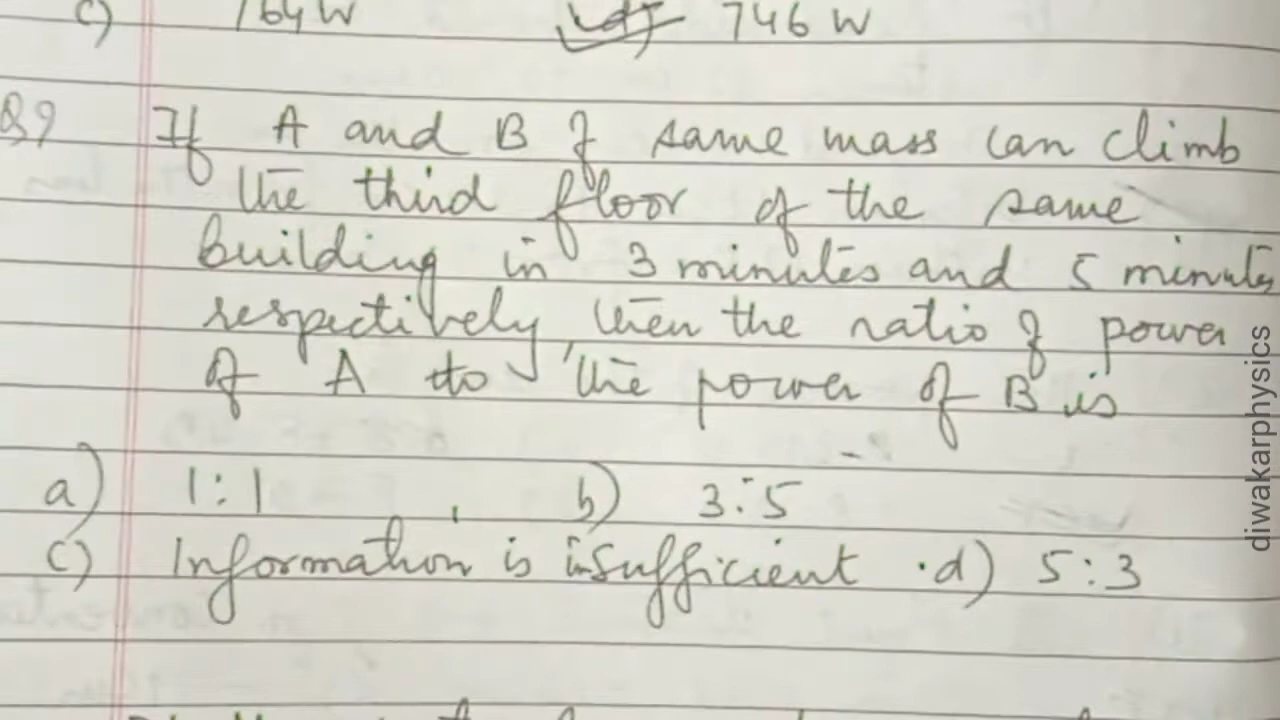 c) 164 W d) 746 W
Q9 If A and B of same mass can climb
the third floor of the same
building in 3 minutes and 5 minutes
respectively, then the ratio of power
of A to the power of B is
a) 1:1 b) 3:5
c) Information is insufficient d) 5:3
diwakarphysics